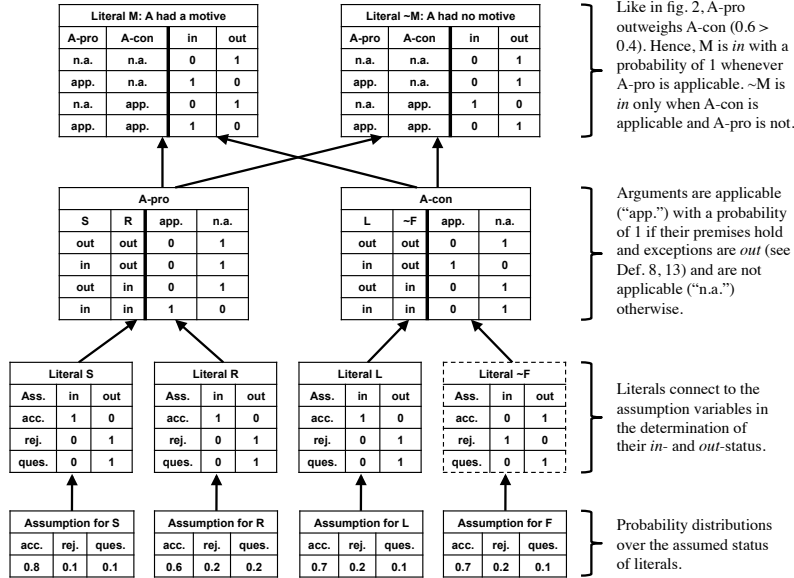 Literal M: A had a motive
A-pro A-con in out
n.a. n.a. 0 1
app. n.a. 1 0
n.a. app. 0 1
app. app. 1 0
Literal ~M: A had no motive
A-pro A-con in out
n.a. n.a. 0 1
app. n.a. 0 1
n.a. app. 1 0
app. app. 0 1
Like in fig. 2, A-pro
outweighs A-con (0.6 >
0.4). Hence, M is in with a
probability of 1 whenever
A-pro is applicable. ~M is
in only when A-con is
applicable and A-pro is not.
A-pro
S R app. n.a.
out out 0 1
in out 0 1
out in 0 1
in in 1 0
A-con
L ~F app. n.a.
out out 0 1
in out 1 0
out in 0 1
in in 0 1
Arguments are applicable
(“app.”) with a probability
of 1 if their premises hold
and exceptions are out (see
Def. 8, 13) and are not
applicable (“n.a.”)
otherwise.
Literal S
Ass. in out
acc. 1 0
rej. 0 1
ques. 0 1
Literal R
Ass. in out
acc. 1 0
rej. 0 1
ques. 0 1
Literal L
Ass. in out
acc. 1 0
rej. 0 1
ques. 0 1
Literal ~F
Ass. in out
acc. 0 1
rej. 1 0
ques. 0 1
Literals connect to the
assumption variables in
the determination of
their in- and out-status.
Assumption for S
acc. rej. ques.
0.8 0.1 0.1
Assumption for R
acc. rej. ques.
0.6 0.2 0.2
Assumption for L
acc. rej. ques.
0.7 0.2 0.1
Assumption for F
acc. rej. ques.
0.7 0.2 0.1
Probability distributions
over the assumed status
of literals.